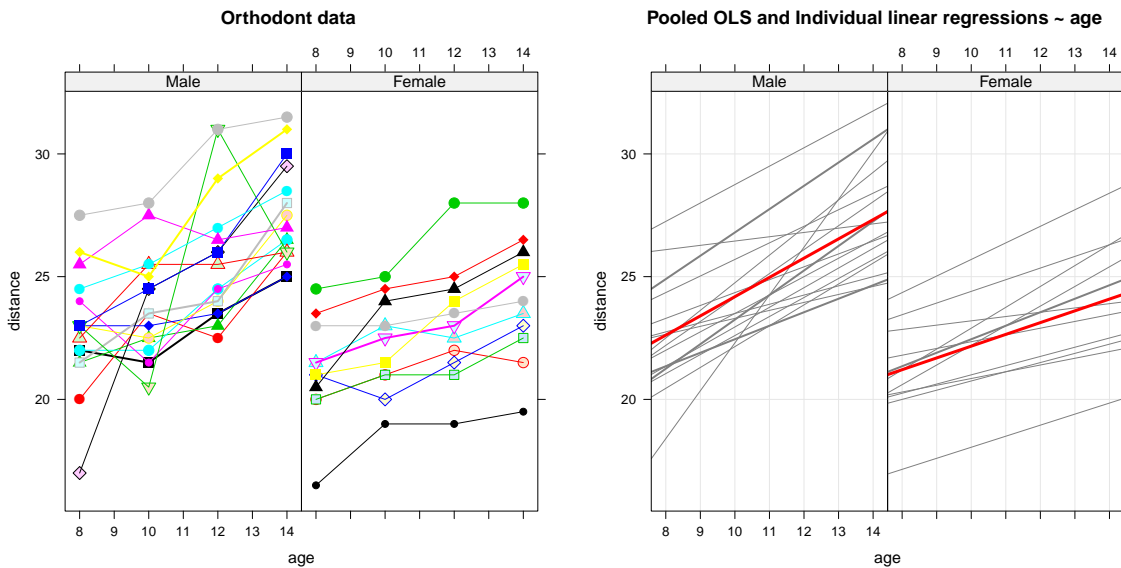 Orthodont data
8 9 10 11 12 13 14
Male Female
distance
30
25
20
8 9 10 11 12 13 14
age
Pooled OLS and Individual linear regressions ~ age
8 9 10 11 12 13 14
Male Female
distance
30
25
20
8 9 10 11 12 13 14
age